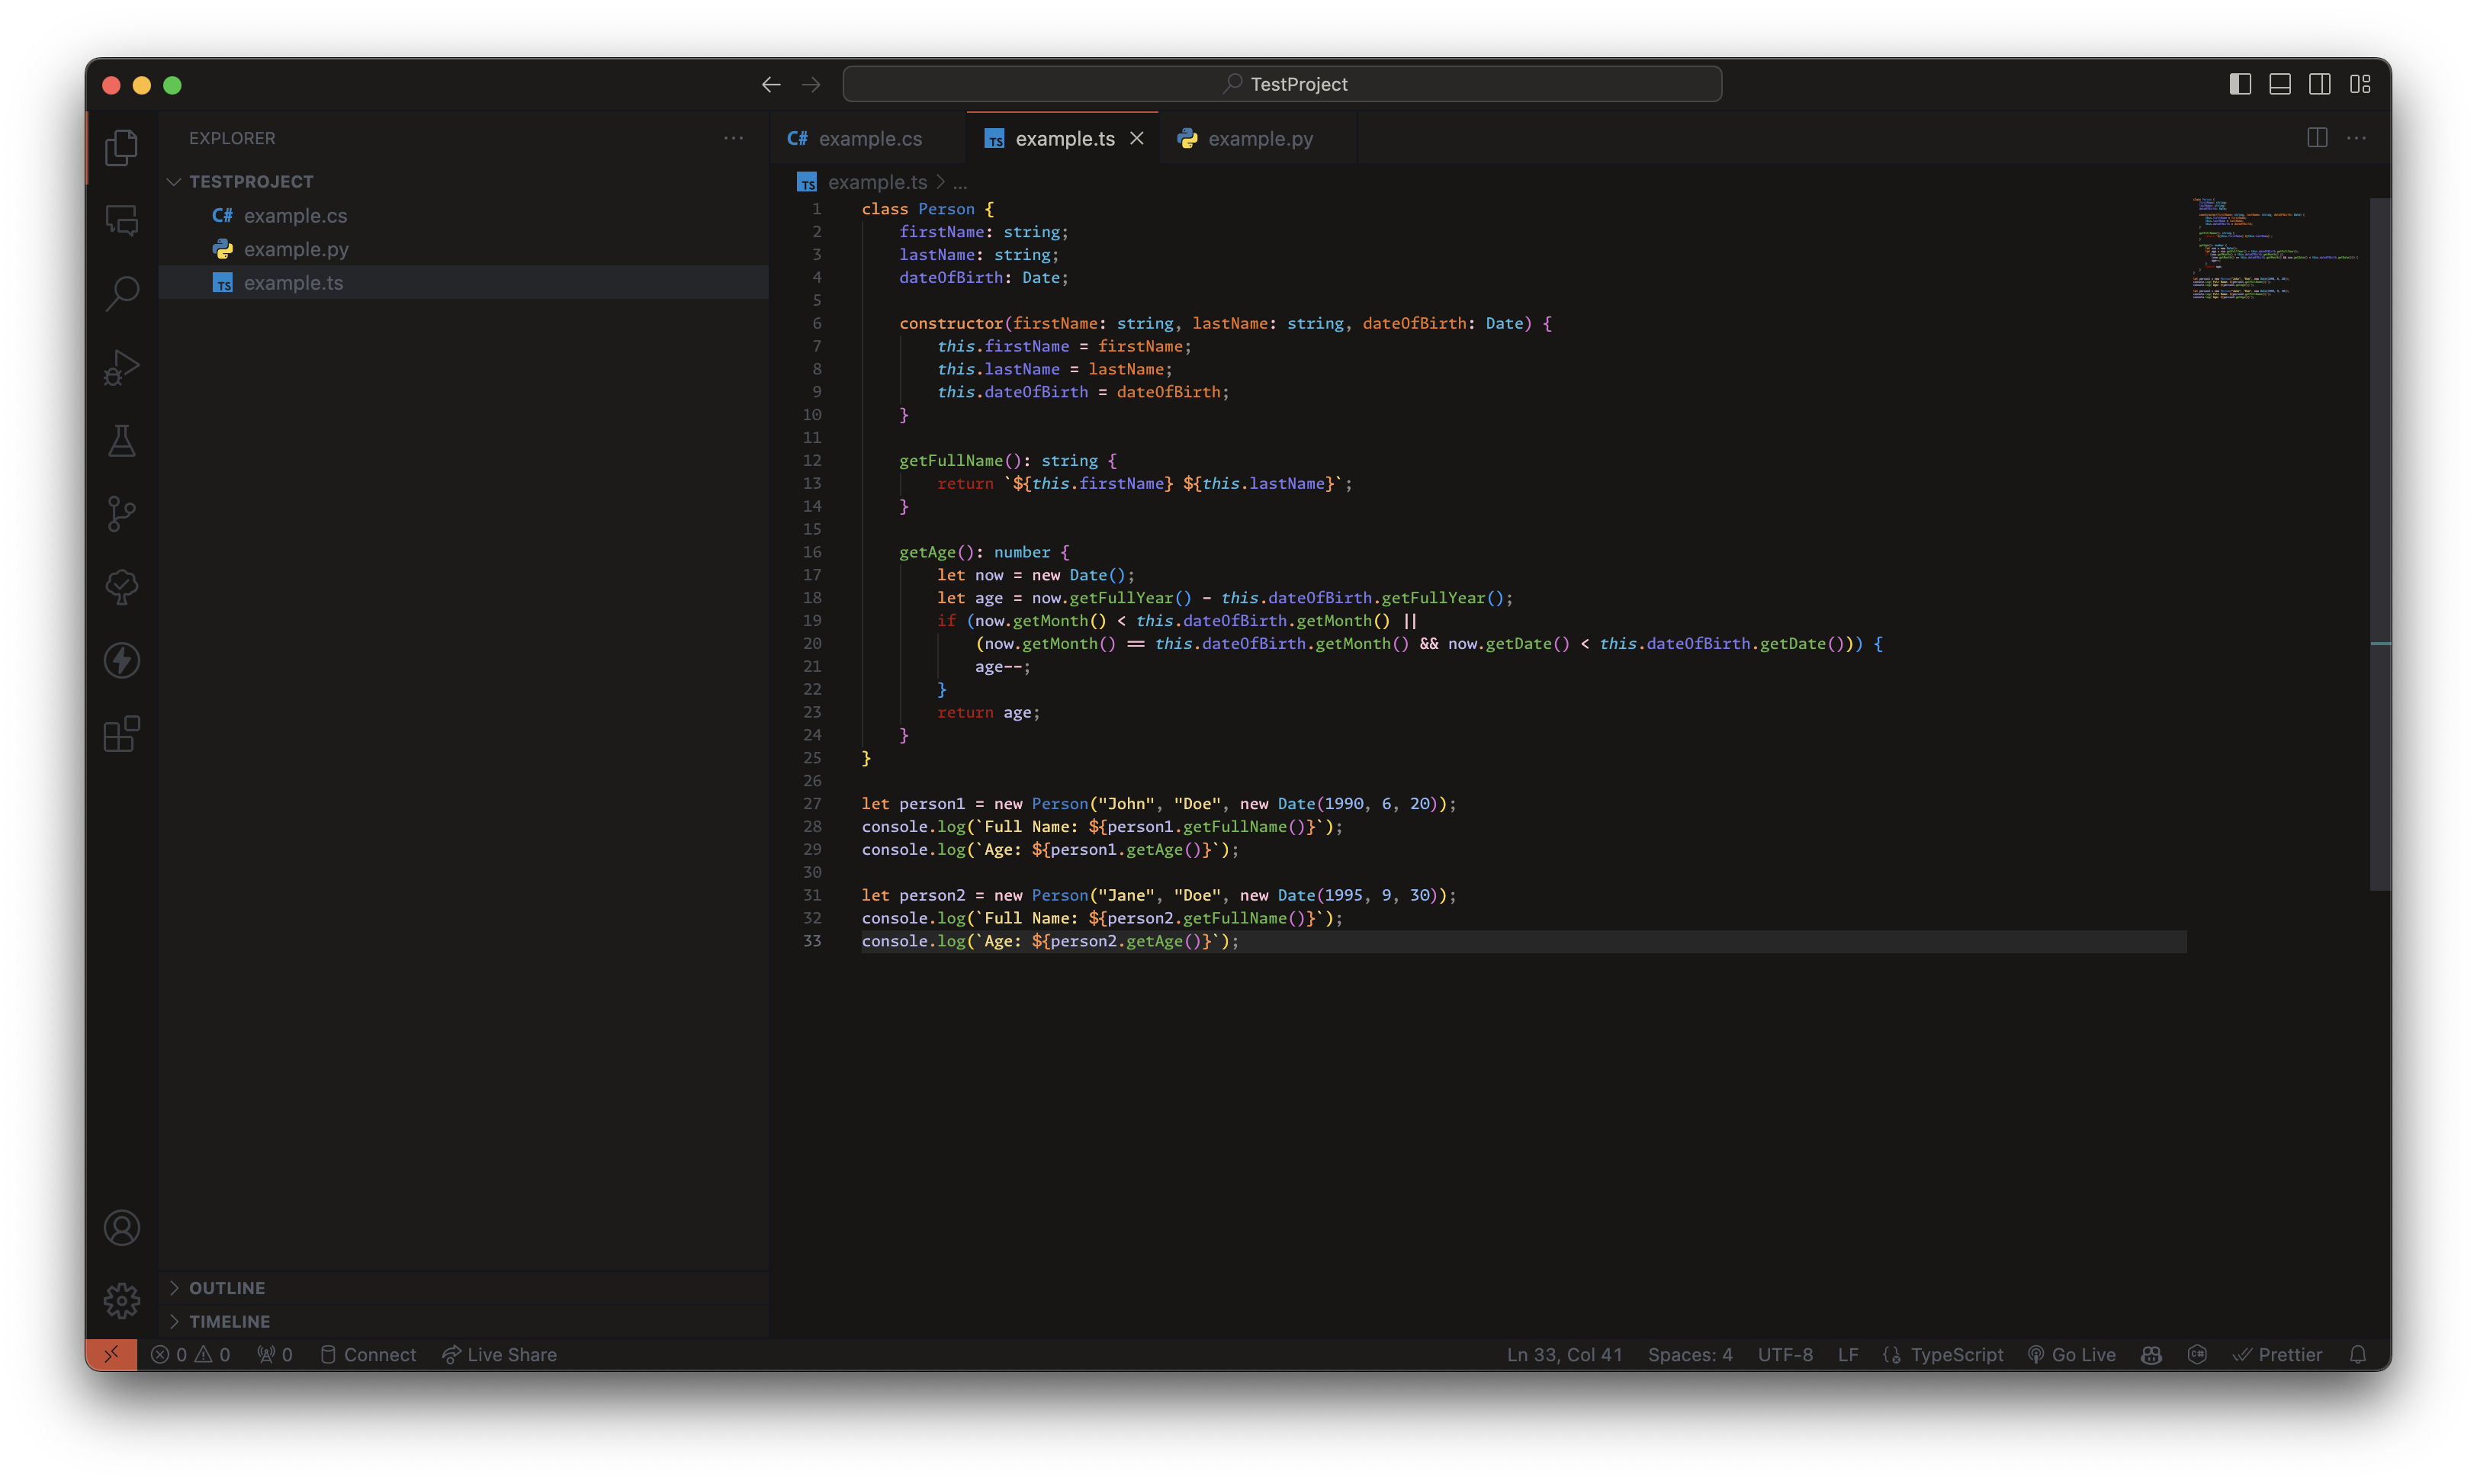 TestProject
EXPLORER
TESTPROJECT
C# example.cs
example.py
TS example.ts
OUTLINE
TIMELINE
C# example.cs
TS example.ts
example.py
TS example.ts > ...
1 class Person {
2     firstName: string;
3     lastName: string;
4     dateOfBirth: Date;
5
6     constructor(firstName: string, lastName: string, dateOfBirth: Date) {
7         this.firstName = firstName;
8         this.lastName = lastName;
9         this.dateOfBirth = dateOfBirth;
10     }
11
12     getFullName(): string {
13         return `${this.firstName} ${this.lastName}`;
14     }
15
16     getAge(): number {
17         let now = new Date();
18         let age = now.getFullYear() - this.dateOfBirth.getFullYear();
19         if (now.getMonth() < this.dateOfBirth.getMonth() ||
20             (now.getMonth() == this.dateOfBirth.getMonth() && now.getDate() < this.dateOfBirth.getDate())) {
21             age--;
22         }
23         return age;
24     }
25 }
26
27 let person1 = new Person("John", "Doe", new Date(1990, 6, 20));
28 console.log(`Full Name: ${person1.getFullName()}`);
29 console.log(`Age: ${person1.getAge()}`);
30
31 let person2 = new Person("Jane", "Doe", new Date(1995, 9, 30));
32 console.log(`Full Name: ${person2.getFullName()}`);
33 console.log(`Age: ${person2.getAge()}`);
0 0 0 Connect Live Share
Ln 33, Col 41 Spaces: 4 UTF-8 LF TypeScript Go Live C# Prettier